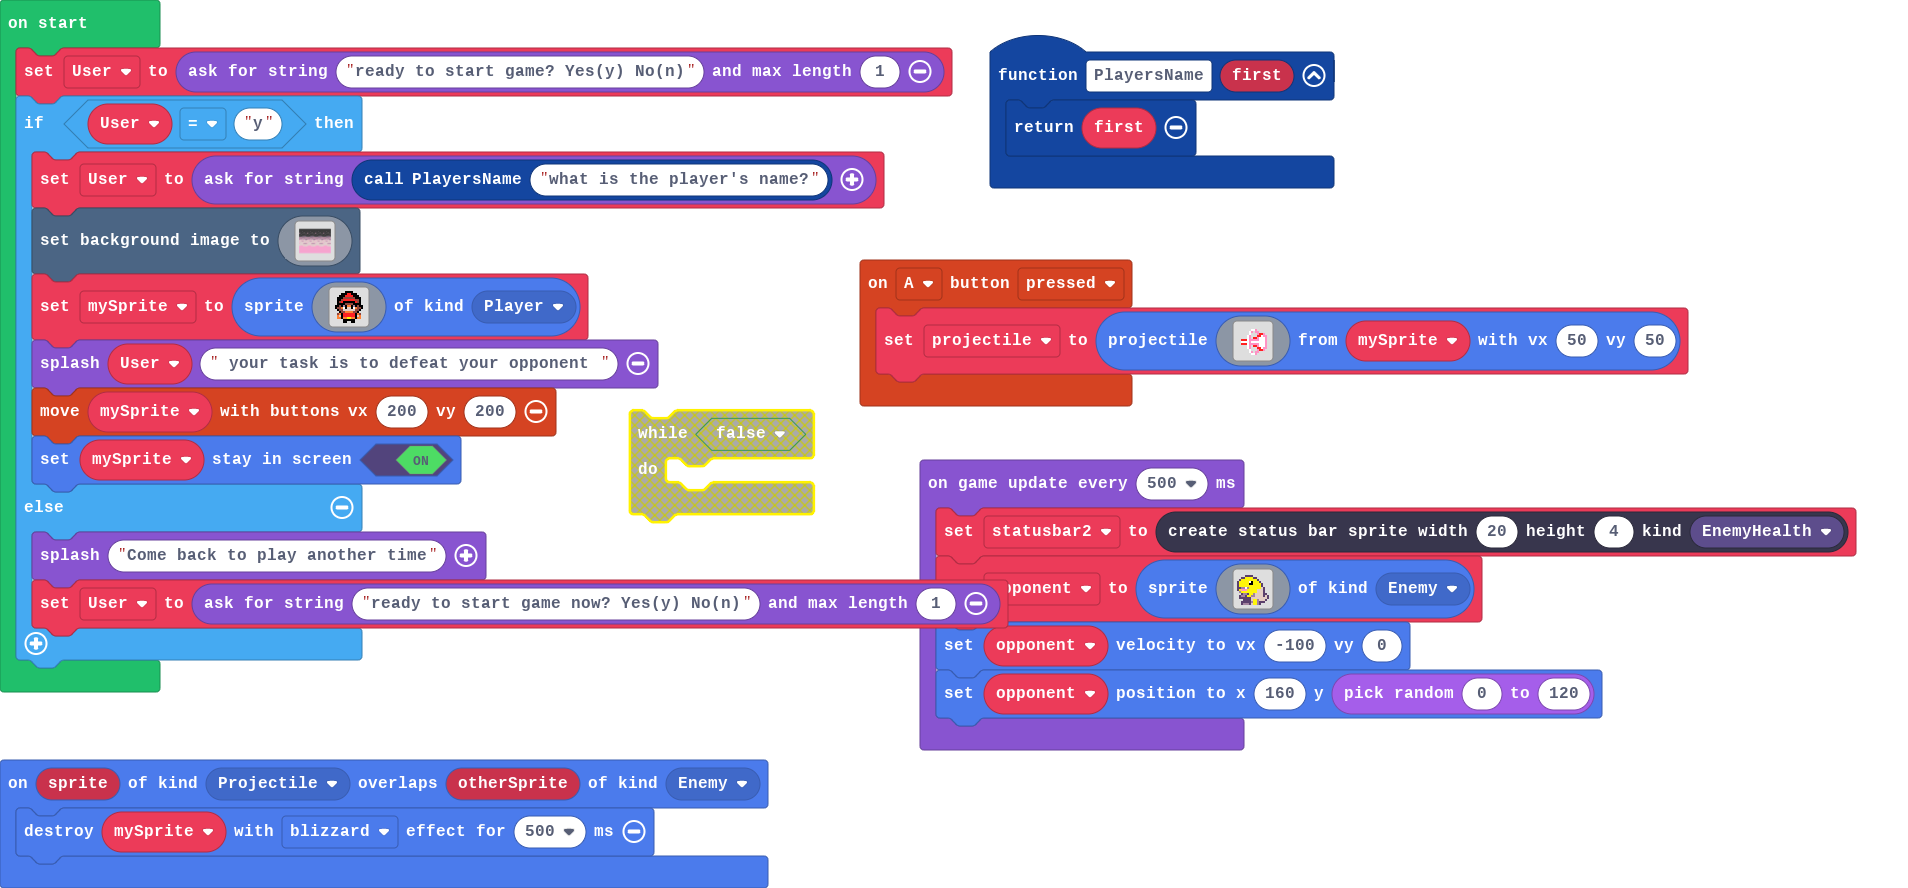 on start
set User to ask for string "ready to start game? Yes(y) No(n)" and max length 1
if User = "y" then
set User to ask for string call PlayersName "what is the player's name?"
set background image to
set mySprite to sprite of kind Player
splash User " your task is to defeat your opponent "
move mySprite with buttons vx 200 vy 200
set mySprite stay in screen ON
else
splash "Come back to play another time"
set User to ask for string "ready to start game now? Yes(y) No(n)" and max length 1
function PlayersName first
return first
on A button pressed
set projectile to projectile from mySprite with vx 50 vy 50
while false
do
on game update every 500 ms
set statusbar2 to create status bar sprite width 20 height 4 kind EnemyHealth
pponent to sprite of kind Enemy
set opponent velocity to vx -100 vy 0
set opponent position to x 160 y pick random 0 to 120
on sprite of kind Projectile overlaps otherSprite of kind Enemy
destroy mySprite with blizzard effect for 500 ms